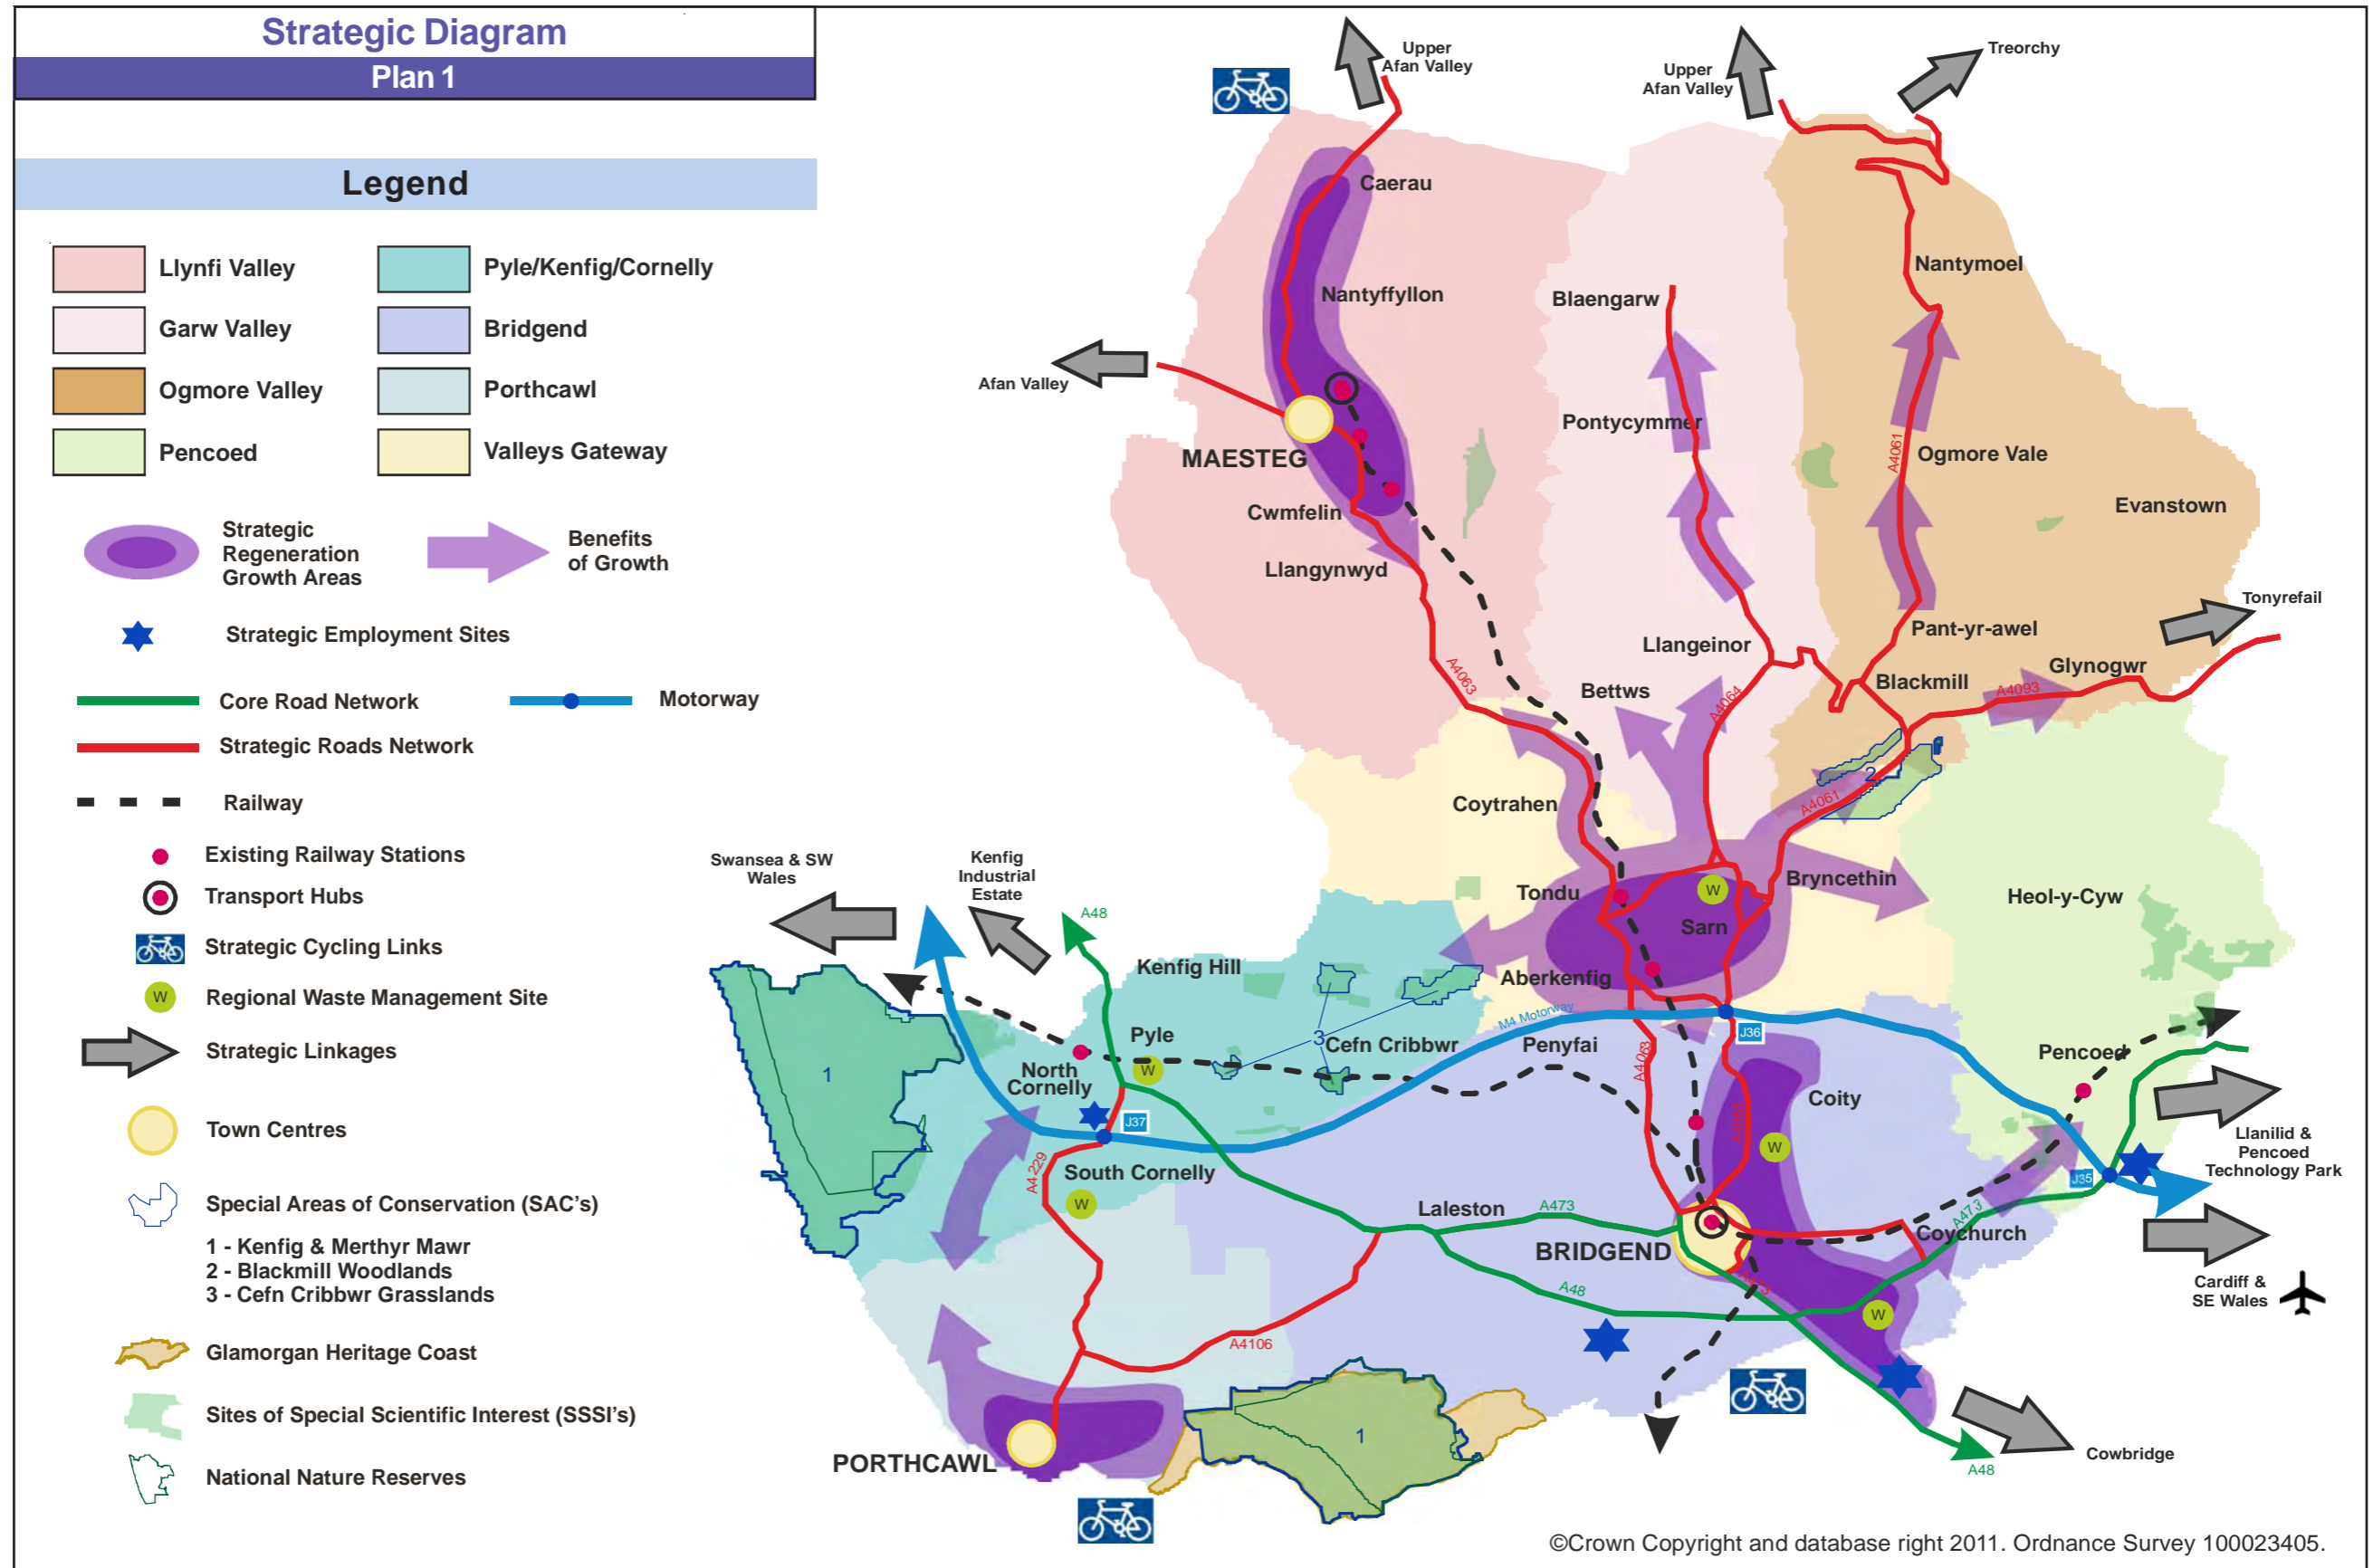 Strategic Diagram
Plan 1
Legend
Llynfi Valley
Pyle/Kenfig/Cornelly
Garw Valley
Bridgend
Ogmore Valley
Porthcawl
Pencoed
Valleys Gateway
Strategic
Regeneration
Growth Areas
Benefits
of Growth
Strategic Employment Sites
Core Road Network
Motorway
Strategic Roads Network
Railway
Existing Railway Stations
Transport Hubs
Strategic Cycling Links
W
Regional Waste Management Site
Strategic Linkages
Town Centres
Special Areas of Conservation (SAC's)
1 - Kenfig & Merthyr Mawr
2 - Blackmill Woodlands
3 - Cefn Cribbwr Grasslands
Glamorgan Heritage Coast
Sites of Special Scientific Interest (SSSI's)
National Nature Reserves
Upper
Afan Valley
Upper
Afan Valley
Treorchy
Caerau
Nantymoel
Nantyffyllon
Blaengarw
Afan Valley
Pontycymmer
A4061
Ogmore Vale
MAESTEG
Cwmfelin
Evanstown
Llangynwyd
Tonyrefail
Pant-yr-awel
Llangeinor
Glynogwr
A4063
Bettws
A4064
Blackmill
A4093
2
A4061
Coytrahen
Swansea & SW
Wales
Kenfig
Industrial
Estate
A48
Tondu
W
Bryncethin
Heol-y-Cyw
Sarn
Kenfig Hill
Aberkenfig
M4 Motorway
J36
Pyle
3
Cefn Cribbwr
Penyfai
A4063
Pencoed
1
North
Cornelly
W
J37
Coity
A4061
W
Llanilid &
Pencoed
Technology Park
J35
A4229
South Cornelly
W
Laleston
A473
A473
Coychurch
BRIDGEND
A473
A48
W
Cardiff &
SE Wales
A4106
1
PORTHCAWL
Cowbridge
A48
©Crown Copyright and database right 2011. Ordnance Survey 100023405.